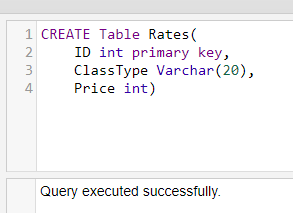 1 CREATE Table Rates(
2 ID int primary key,
3 ClassType Varchar(20),
4 Price int)
Query executed successfully.